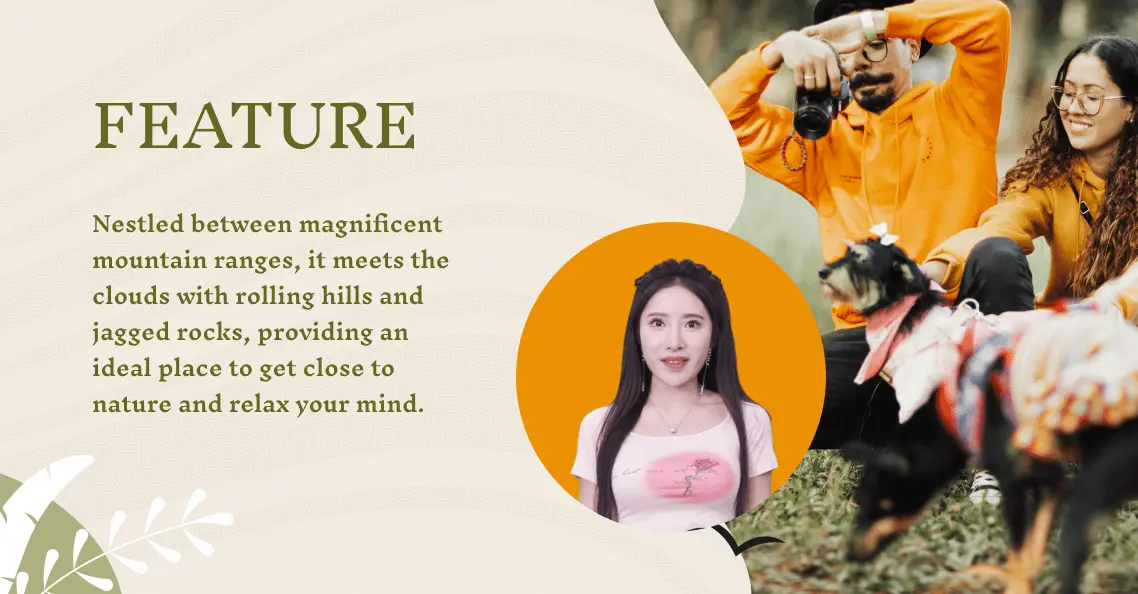 FEATURE
Nestled between magnificent
mountain ranges, it meets the
clouds with rolling hills and
jagged rocks, providing an
ideal place to get close to
nature and relax your mind.